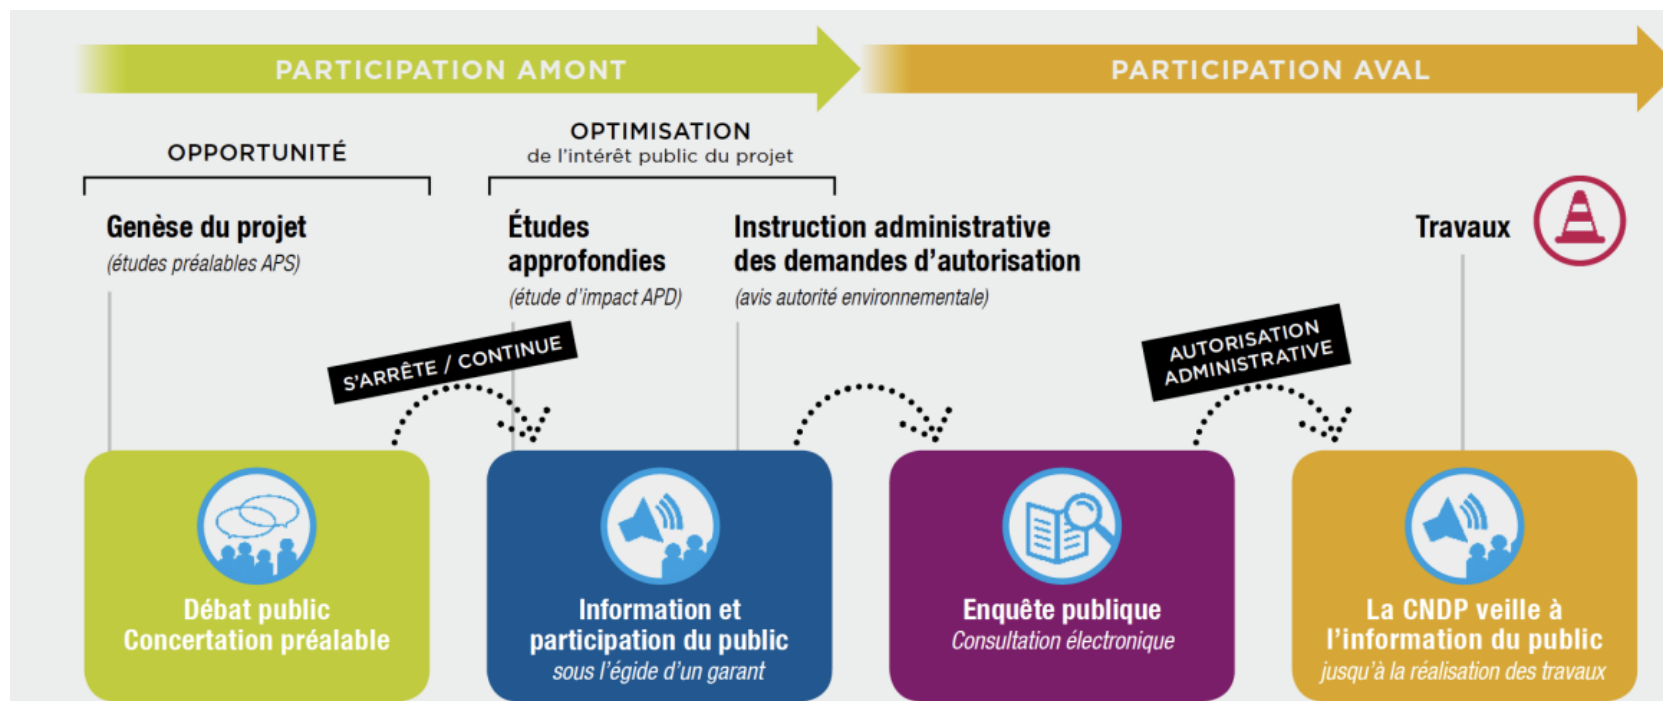 PARTICIPATION AMONT
PARTICIPATION AVAL
OPPORTUNITÉ
OPTIMISATION
de l'intérêt public du projet
Genèse du projet
(études préalables APS)
Études
approfondies
(étude d'impact APD)
Instruction administrative
des demandes d'autorisation
(avis autorité environnementale)
Travaux
S'ARRÊTE / CONTINUE
AUTORISATION
ADMINISTRATIVE
Débat public
Concertation préalable
Information et
participation du public
sous l'égide d'un garant
Enquête publique
Consultation électronique
La CNDP veille à
l'information du public
jusqu'à la réalisation des travaux